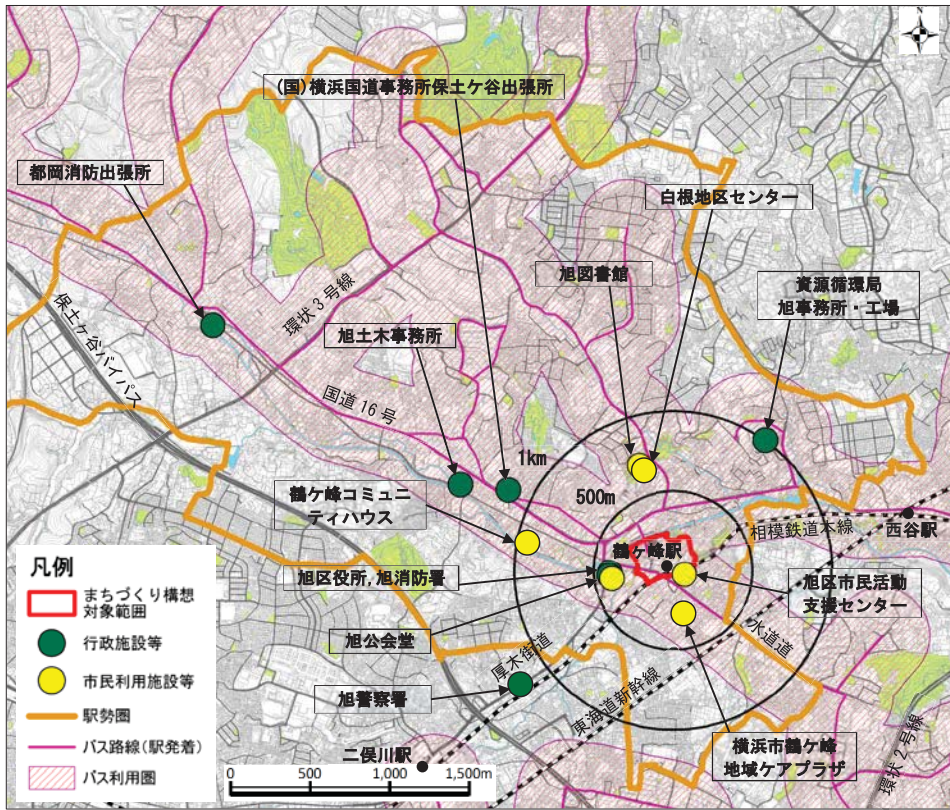 N
(国)横浜国道事務所保土ケ谷出張所
都岡消防出張所
白根地区センター
旭図書館
資源循環局
旭事務所・工場
環状3号線
保土ケ谷バイパス
旭土木事務所
国道16号
1km
500m
鶴ケ峰コミュニ
ティハウス
相模鉄道本線
西谷駅
鶴ケ峰駅
旭区役所,旭消防署
旭区市民活動
支援センター
旭公会堂
水道道
厚木街道
旭警察署
東海道新幹線
二俣川駅
横浜市鶴ケ峰
地域ケアプラザ
環状2号線
凡例
まちづくり構想
対象範囲
行政施設等
市民利用施設等
駅勢圏
バス路線(駅発着)
バス利用圏
0 500 1,000 1,500m